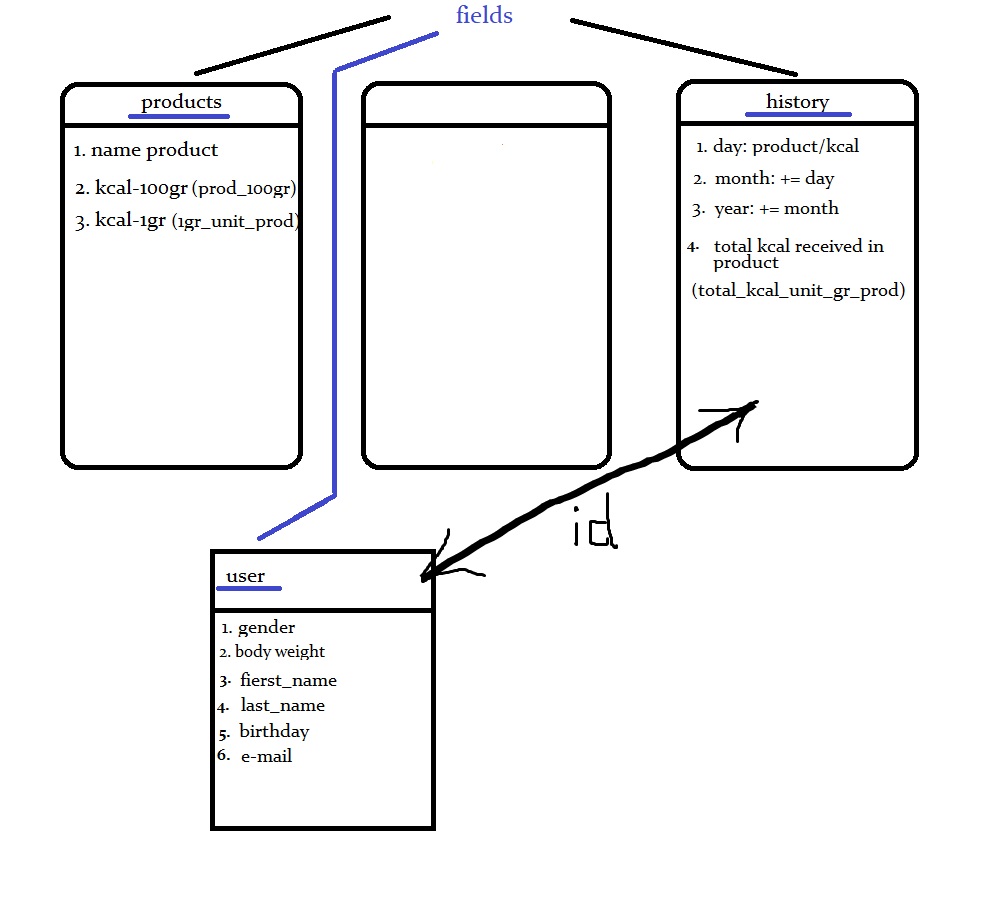 fields
products
1. name product
2. kcal-100gr (prod_100gr)
3. kcal-1gr (1gr_unit_prod)
history
1. day: product/kcal
2. month: += day
3. year: += month
4. total kcal received in
product
(total_kcal_unit_gr_prod)
id
user
1. gender
2. body weight
3. fierst_name
4. last_name
5. birthday
6. e-mail